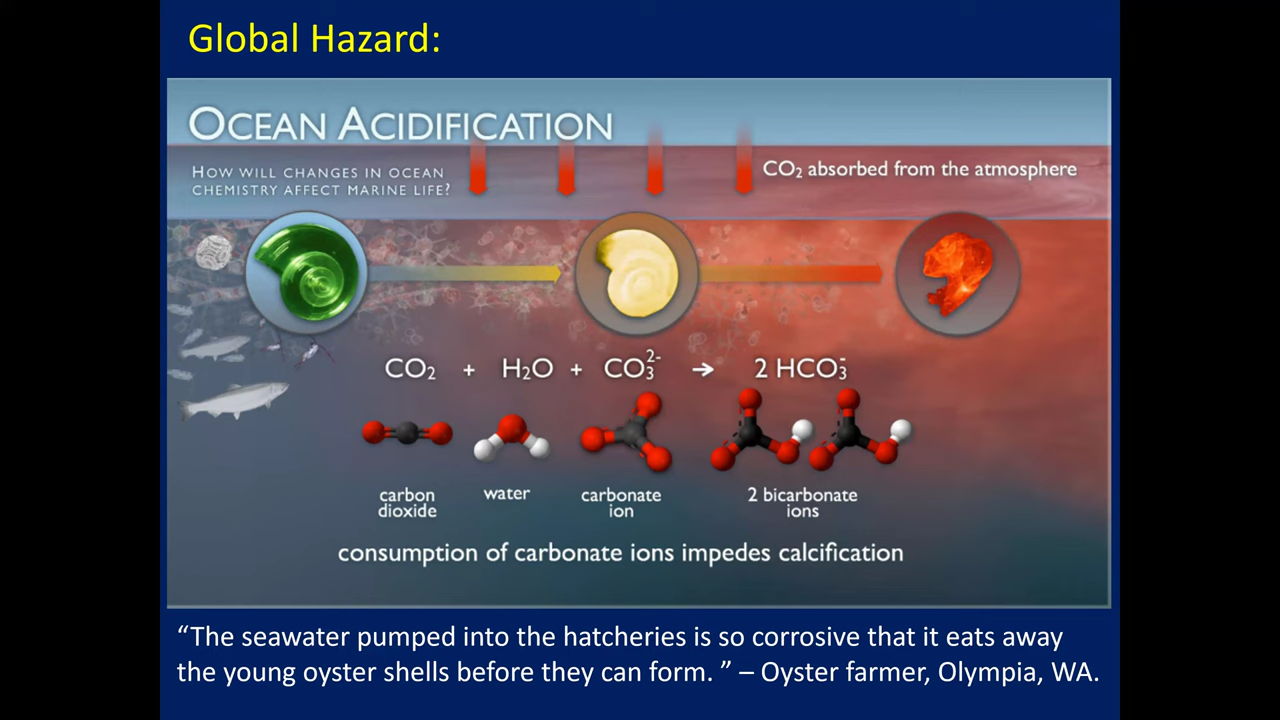 Global Hazard:
OCEAN ACIDIFICATION
HOW WILL CHANGES IN OCEAN
CHEMISTRY AFFECT MARINE LIFE?
CO₂ absorbed from the atmosphere
CO₂ + H₂O + CO₃²⁻ → 2 HCO₃⁻
carbon
dioxide
water
carbonate
ion
2 bicarbonate
ions
consumption of carbonate ions impedes calcification
“The seawater pumped into the hatcheries is so corrosive that it eats away
the young oyster shells before they can form. ” – Oyster farmer, Olympia, WA.